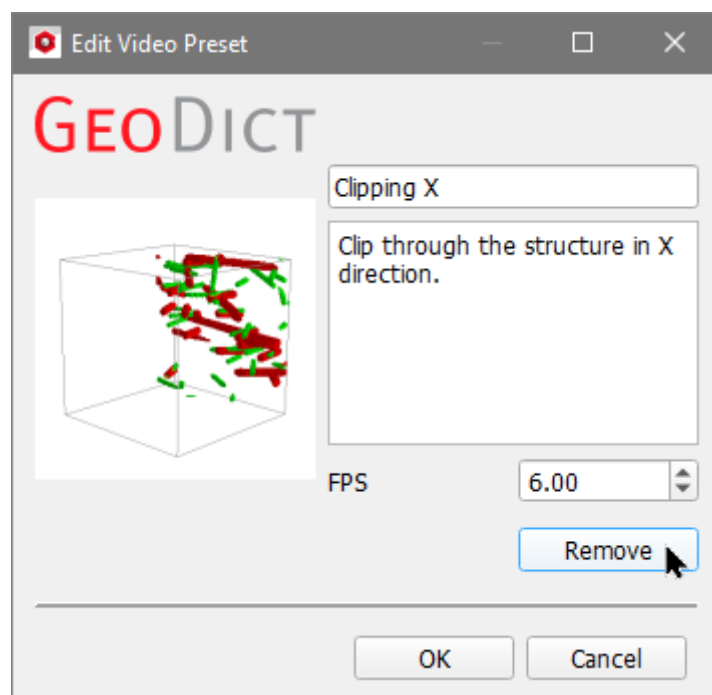 Edit Video Preset
GEODICT
Clipping X
Clip through the structure in X
direction.
FPS
6.00
Remove
OK
Cancel